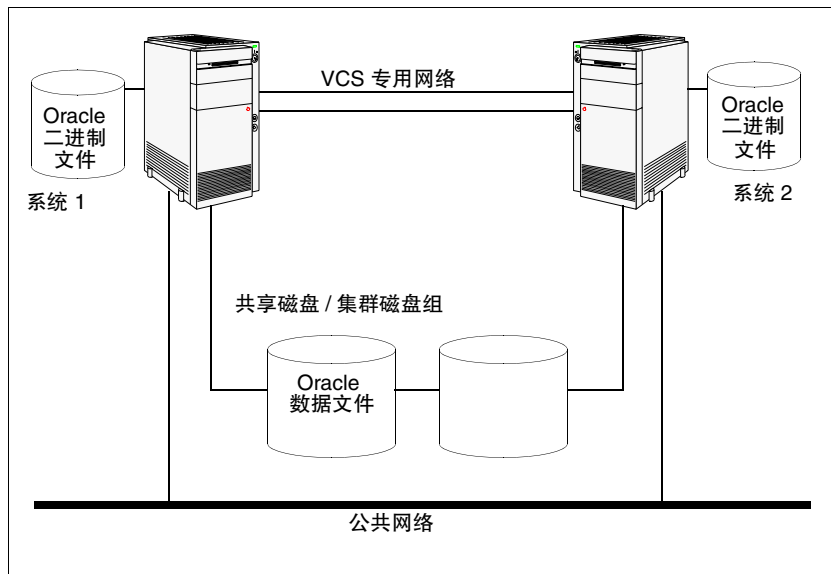 VCS 专用网络
Oracle
二进制
文件
Oracle
二进制
文件
系统 1
系统 2
共享磁盘 / 集群磁盘组
Oracle
数据文件
公共网络